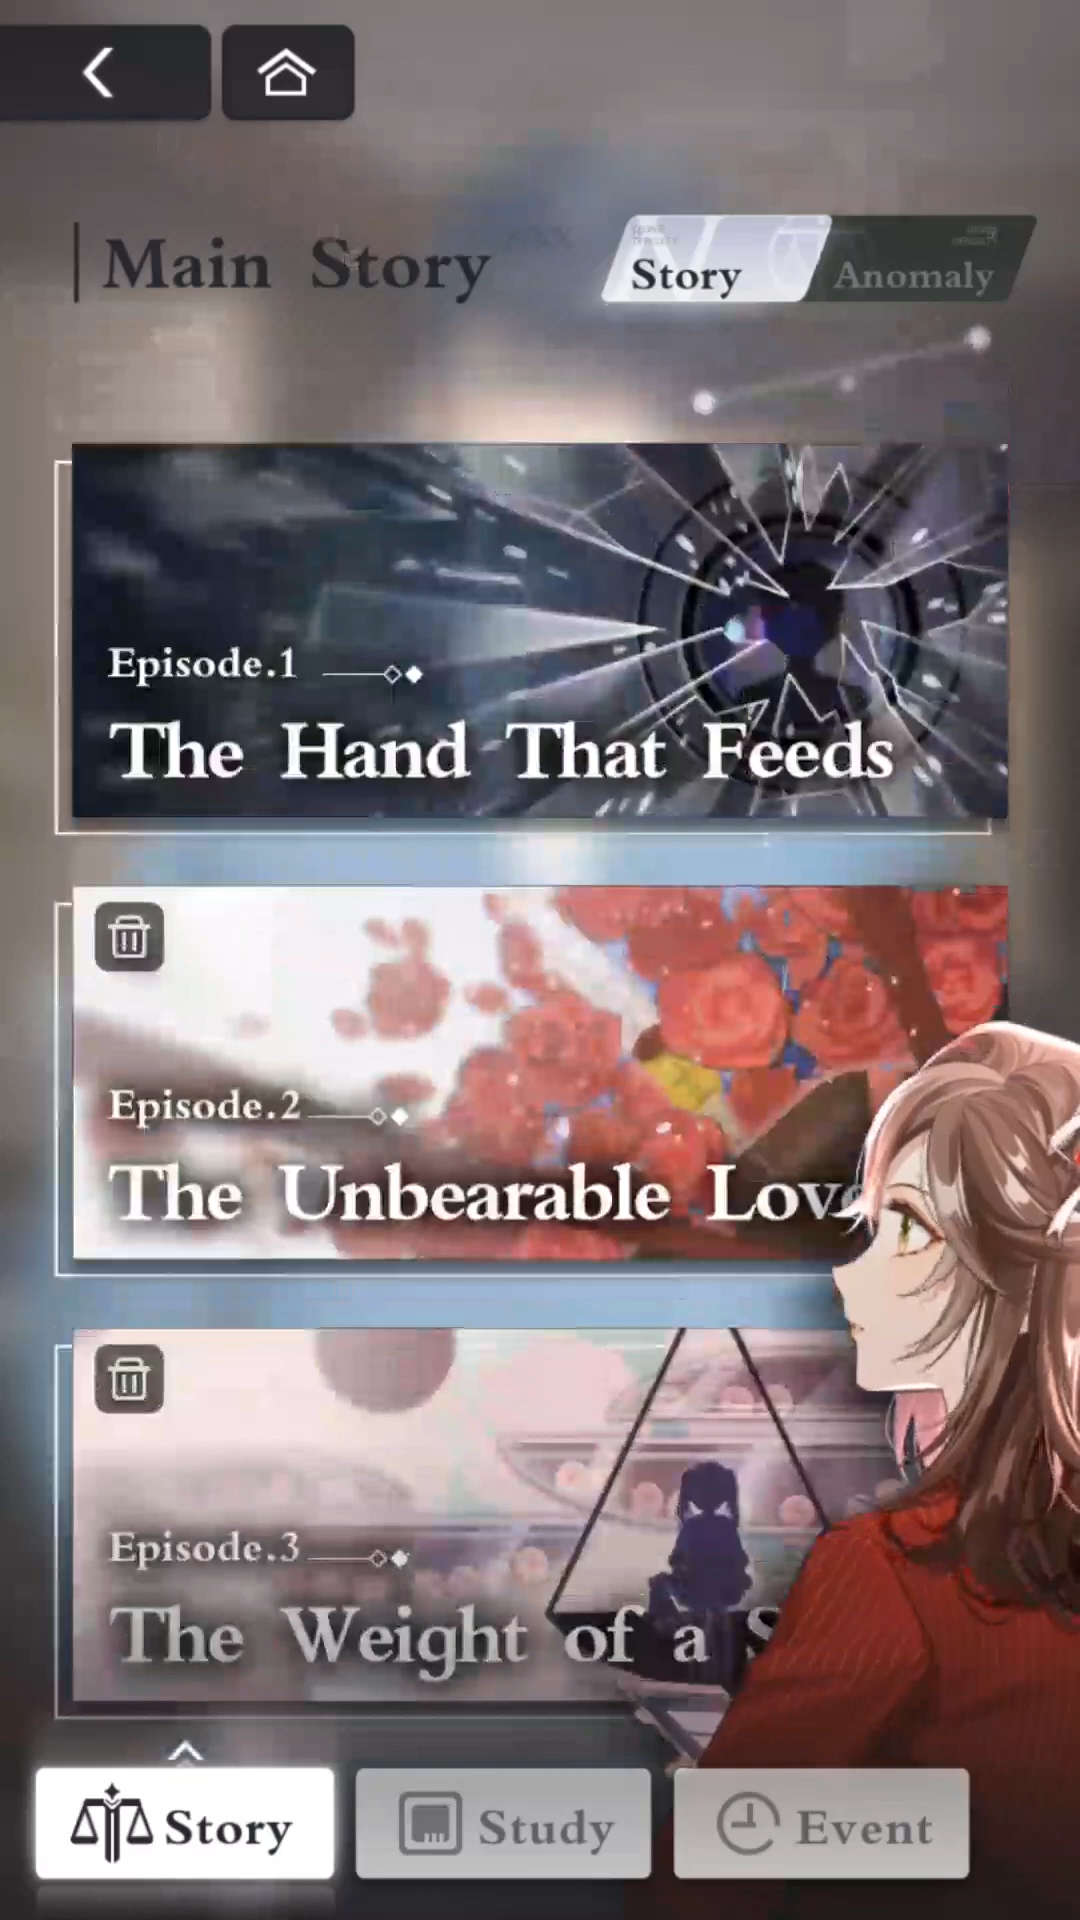 Main Story
Story
Anomaly
Episode.1
The Hand That Feeds
Episode.2
The Unbearable Love
Episode.3
The Weight of a
Story
Study
Event